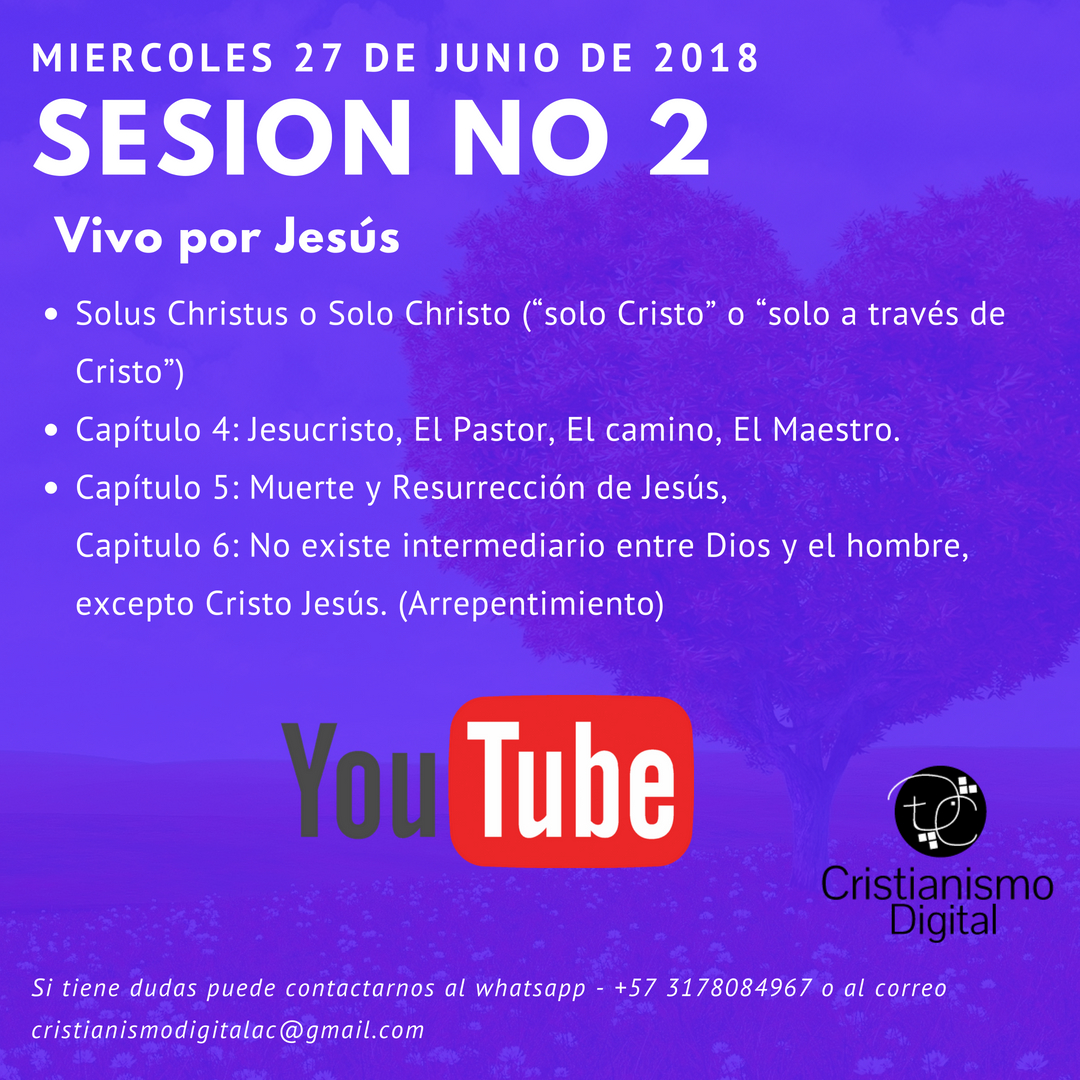 MIERCOLES 27 DE JUNIO DE 2018
SESION NO 2
Vivo por Jesús
• Solus Christus o Solo Christo (“solo Cristo” o “solo a través de
Cristo”)
• Capítulo 4: Jesucristo, El Pastor, El camino, El Maestro.
• Capítulo 5: Muerte y Resurrección de Jesús,
Capitulo 6: No existe intermediario entre Dios y el hombre,
excepto Cristo Jesús. (Arrepentimiento)
YouTube
Cristianismo
Digital
Si tiene dudas puede contactarnos al whatsapp - +57 3178084967 o al correo
cristianismodigitalac@gmail.com